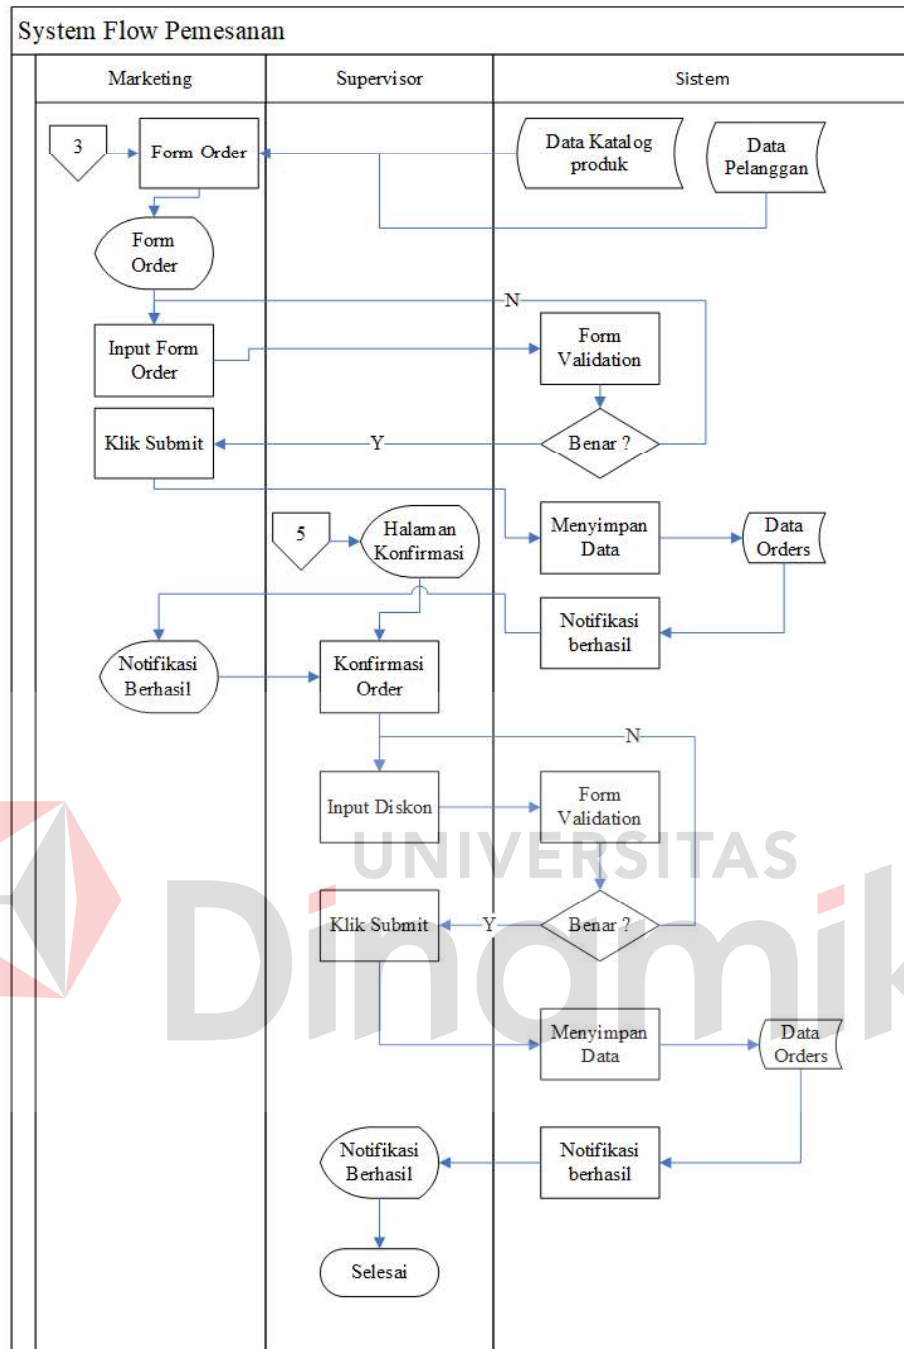 System Flow Pemesanan
Marketing
Supervisor
Sistem
3
Form Order
Data Katalog
produk
Data
Pelanggan
Form
Order
N
Input Form
Order
Form
Validation
Klik Submit
Y
Benar ?
5
Halaman
Konfirmasi
Menyimpan
Data
Data
Orders
Notifikasi
berhasil
Notifikasi
Berhasil
Konfirmasi
Order
N
Input Diskon
Form
Validation
UNIVERSITAS
Dinamik
Klik Submit
Y
Benar ?
Menyimpan
Data
Data
Orders
Notifikasi
Berhasil
Notifikasi
berhasil
Selesai